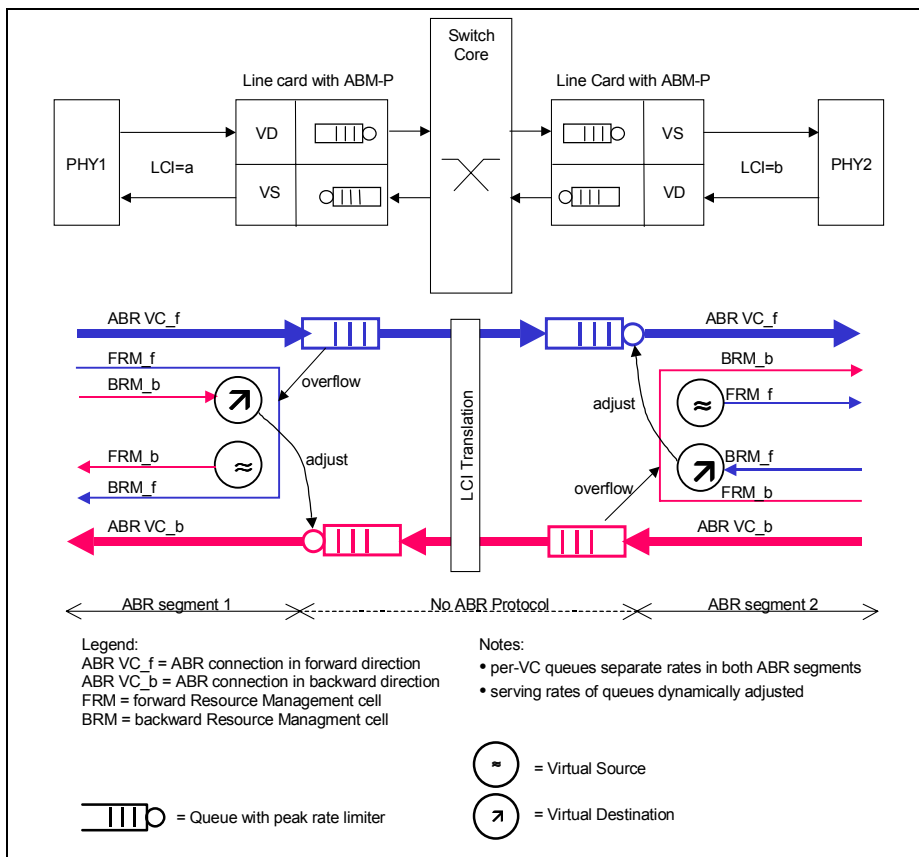 Switch
Core
Line card with ABM-P
Line Card with ABM-P
PHY1
LCI=a
VD
VS
VS
VD
LCI=b
PHY2
ABR VC_f
ABR VC_f
FRM_f
BRM_b
overflow
adjust
FRM_b
BRM_f
ABR VC_b
LCI Translation
BRM_b
FRM_f
adjust
BRM_f
overflow
FRM_b
ABR VC_b
ABR segment 1
No ABR Protocol
ABR segment 2
Legend:
ABR VC_f = ABR connection in forward direction
ABR VC_b = ABR connection in backward direction
FRM = forward Resource Management cell
BRM = backward Resource Managment cell
Notes:
• per-VC queues separate rates in both ABR segments
• serving rates of queues dynamically adjusted
≈ = Virtual Source
= Queue with peak rate limiter
= Virtual Destination